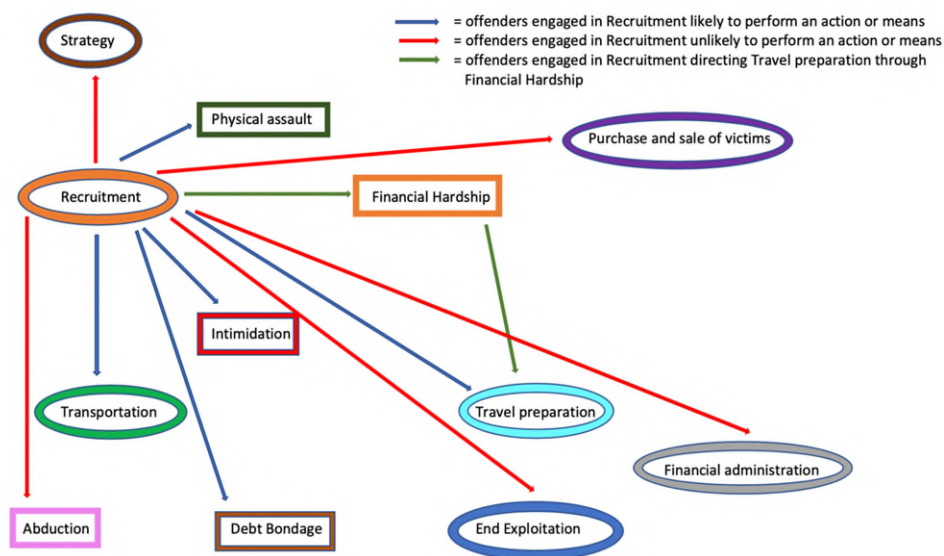 = offenders engaged in Recruitment likely to perform an action or means
= offenders engaged in Recruitment unlikely to perform an action or means
= offenders engaged in Recruitment directing Travel preparation through
Financial Hardship
Strategy
Physical assault
Purchase and sale of victims
Recruitment
Financial Hardship
Intimidation
Transportation
Travel preparation
Financial administration
Abduction
Debt Bondage
End Exploitation